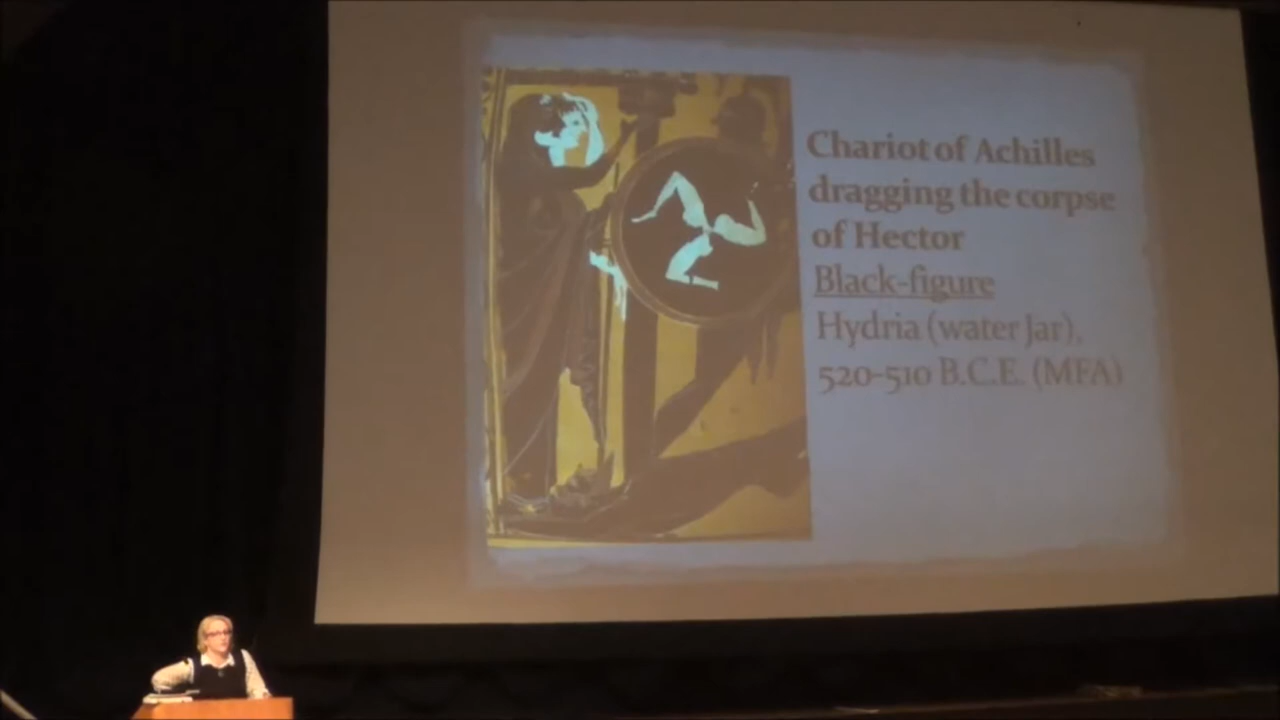 Chariot of Achilles
dragging the corpse
of Hector
Black-figure
Hydria (water Jar),
520-510 B.C.E. (MFA)